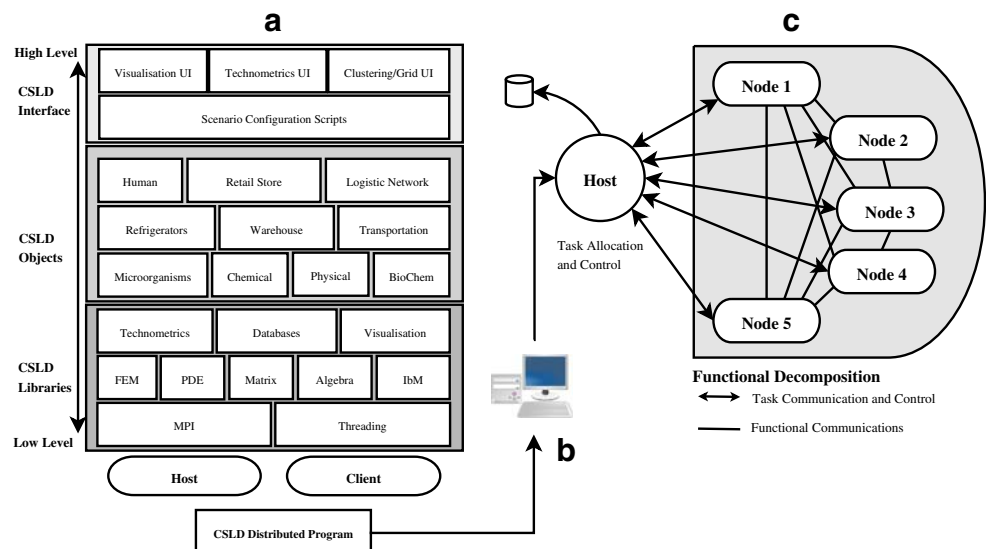 a
High Level
CSLD
Interface
Visualisation UI
Technometrics UI
Clustering/Grid UI
Scenario Configuration Scripts
CSLD
Objects
Human
Retail Store
Logistic Network
Refrigerators
Warehouse
Transportation
Microorganisms
Chemical
Physical
BioChem
CSLD
Libraries
Technometrics
Databases
Visualisation
FEM
PDE
Matrix
Algebra
IbM
MPI
Threading
Low Level
Host
Client
CSLD Distributed Program
b
Host
Task Allocation
and Control
c
Node 1
Node 2
Node 3
Node 4
Node 5
Functional Decomposition
Task Communication and Control
Functional Communications